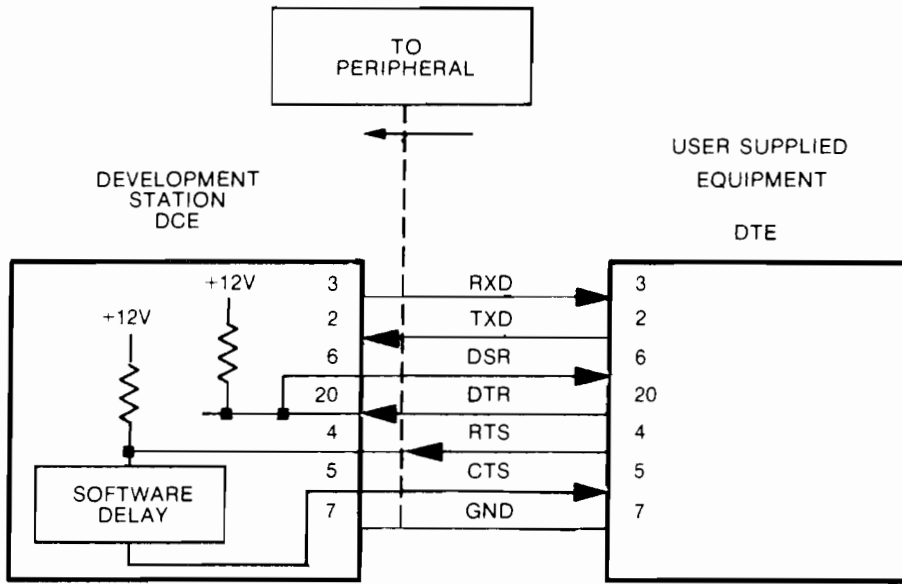 TO
PERIPHERAL
USER SUPPLIED
EQUIPMENT
DTE
DEVELOPMENT
STATION
DCE
+12V
+12V
3 RXD 3
2 TXD 2
6 DSR 6
20 DTR 20
4 RTS 4
5 CTS 5
7 GND 7
SOFTWARE
DELAY